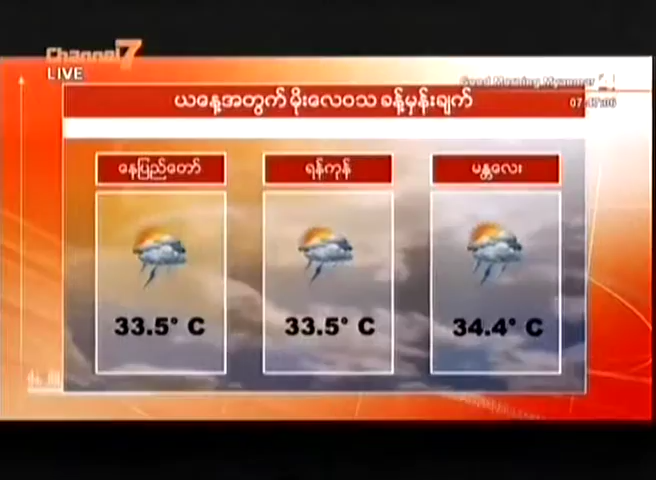 Channel 7
LIVE
Good Morning Myanmar
ယနေ့အတွက် မိုးလေဝသ ခန့်မှန်းချက်
နေပြည်တော်
ရန်ကုန်
မန္တလေး
33.5° C
33.5° C
34.4° C